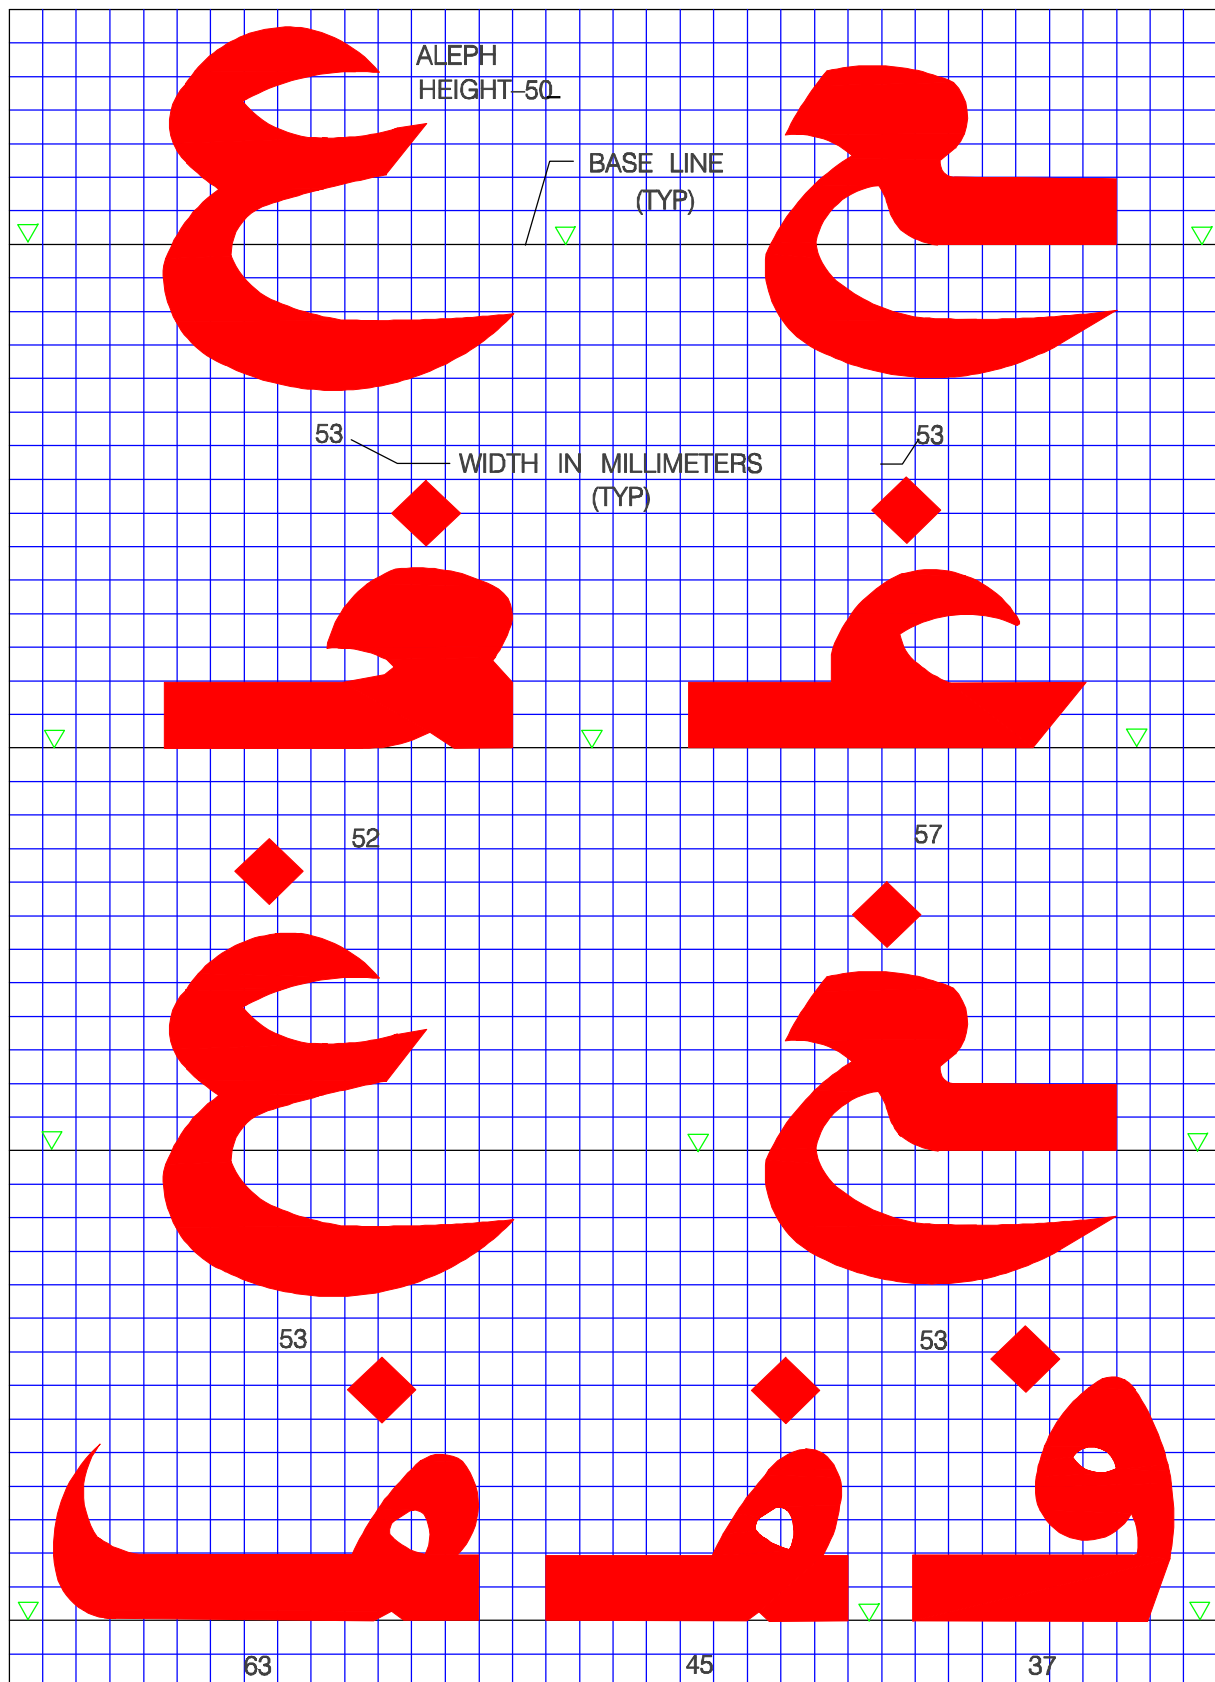 ALEPH
HEIGHT-50
ع ـع
BASE LINE
(TYP)
53 53
WIDTH IN MILLIMETERS
(TYP)
ـغـ غـ
52 57
غ ـغ
53 53
ـف ـفـ فـ
63 45 37